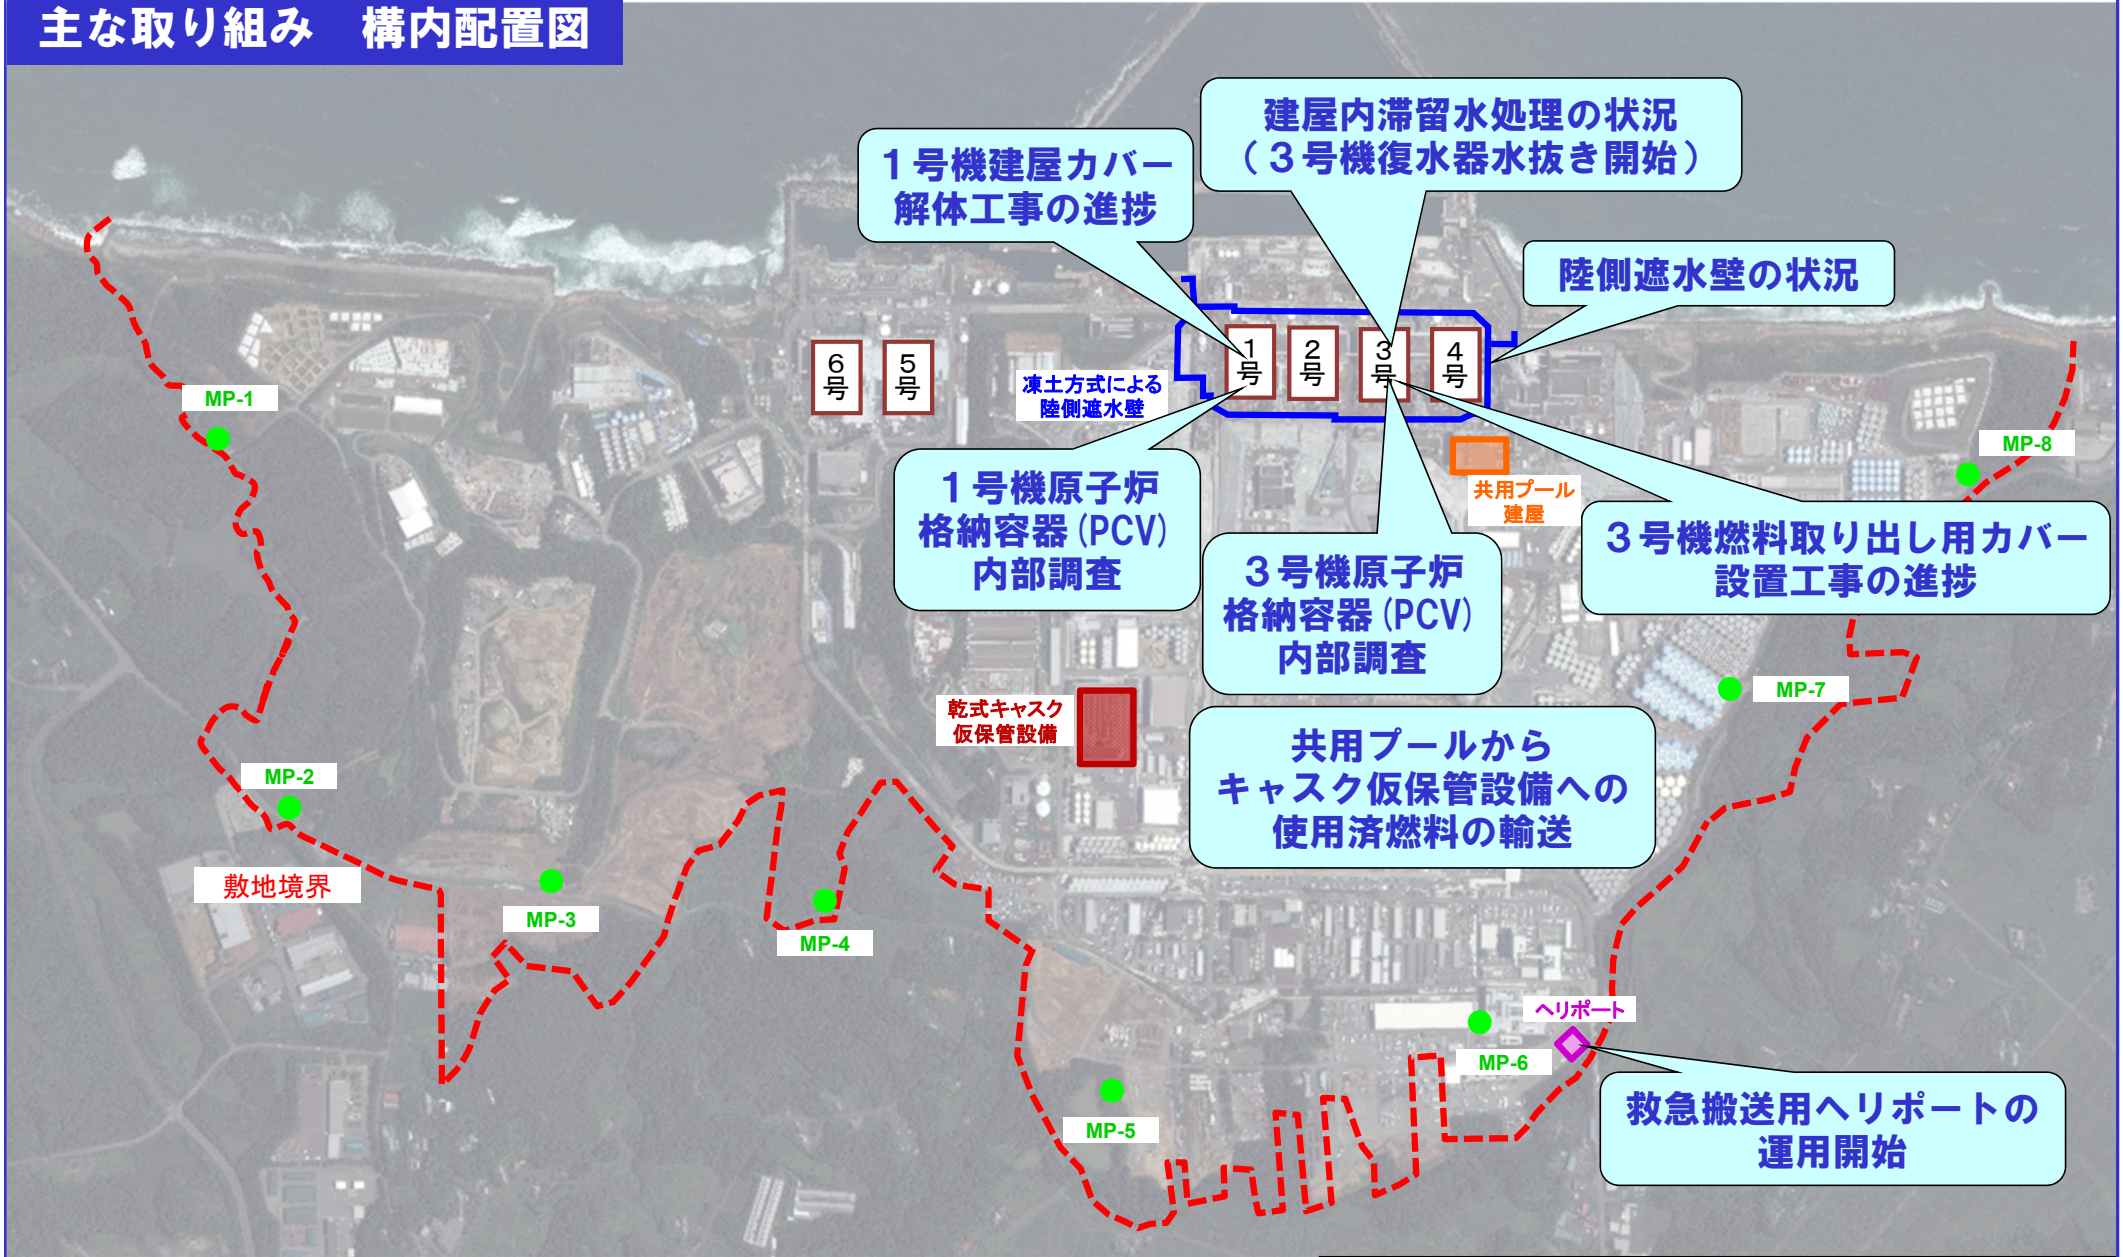 主な取り組み　構内配置図
建屋内滞留水処理の状況
（３号機復水器水抜き開始）
１号機建屋カバー
解体工事の進捗
陸側遮水壁の状況
6
号
5
号
1
号
2
号
3
号
4
号
凍土方式による
陸側遮水壁
MP-1
MP-8
共用プール
建屋
１号機原子炉
格納容器(PCV)
内部調査
３号機原子炉
格納容器(PCV)
内部調査
３号機燃料取り出し用カバー
設置工事の進捗
MP-7
乾式キャスク
仮保管設備
共用プールから
キャスク仮保管設備への
使用済燃料の輸送
MP-2
敷地境界
MP-3
MP-4
ヘリポート
MP-6
MP-5
救急搬送用ヘリポートの
運用開始